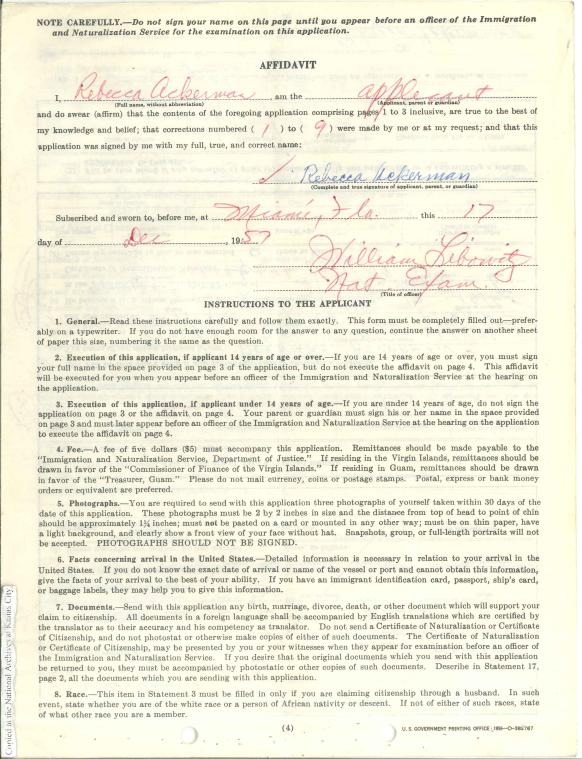 NOTE CAREFULLY.—Do not sign your name on this page until you appear before an officer of the Immigration
and Naturalization Service for the examination on this application.
AFFIDAVIT
I, Rebecca Ackerman, am the applicant
(Full name, without abbreviation) (Applicant, parent or guardian)
and do swear (affirm) that the contents of the foregoing application comprising pages 1 to 3 inclusive, are true to the best of
my knowledge and belief; that corrections numbered ( 1 ) to ( 9 ) were made by me or at my request; and that this
application was signed by me with my full, true, and correct name:
Rebecca Ackerman
(Complete and true signature of applicant, parent, or guardian)
Subscribed and sworn to, before me, at Miami, Fla. this 17
day of Dec, 1957
William Libowitz
Nat. Exam.
(Title of officer)
INSTRUCTIONS TO THE APPLICANT
1. General.—Read these instructions carefully and follow them exactly. This form must be completely filled out—prefer-
ably on a typewriter. If you do not have enough room for the answer to any question, continue the answer on another sheet
of paper this size, numbering it the same as the question.
2. Execution of this application, if applicant 14 years of age or over.—If you are 14 years of age or over, you must sign
your full name in the space provided on page 3 of the application, but do not execute the affidavit on page 4. This affidavit
will be executed for you when you appear before an officer of the Immigration and Naturalization Service at the hearing on
the application.
3. Execution of this application, if applicant under 14 years of age.—If you are under 14 years of age, do not sign the
application on page 3 or the affidavit on page 4. Your parent or guardian must sign his or her name in the space provided
on page 3 and must later appear before an officer of the Immigration and Naturalization Service at the hearing on the application
to execute the affidavit on page 4.
4. Fee.—A fee of five dollars ($5) must accompany this application. Remittances should be made payable to the
"Immigration and Naturalization Service, Department of Justice." If residing in the Virgin Islands, remittances should be
drawn in favor of the "Commissioner of Finance of the Virgin Islands." If residing in Guam, remittances should be drawn
in favor of the "Treasurer, Guam." Please do not mail currency, coins or postage stamps. Postal, express or bank money
orders or equivalent are preferred.
5. Photographs.—You are required to send with this application three photographs of yourself taken within 30 days of the
date of this application. These photographs must be 2 by 2 inches in size and the distance from top of head to point of chin
should be approximately 1¼ inches; must not be pasted on a card or mounted in any other way; must be on thin paper, have
a light background, and clearly show a front view of your face without hat. Snapshots, group, or full-length portraits will not
be accepted. PHOTOGRAPHS SHOULD NOT BE SIGNED.
6. Facts concerning arrival in the United States.—Detailed information is necessary in relation to your arrival in the
United States. If you do not know the exact date of arrival or name of the vessel or port and cannot obtain this information,
give the facts of your arrival to the best of your ability. If you have an immigrant identification card, passport, ship's card,
or baggage labels, they may help you to give this information.
7. Documents.—Send with this application any birth, marriage, divorce, death, or other document which will support your
claim to citizenship. All documents in a foreign language shall be accompanied by English translations which are certified by
the translator as to their accuracy and his competency as translator. Do not send a Certificate of Naturalization or Certificate
of Citizenship, and do not photostat or otherwise make copies of either of such documents. The Certificate of Naturalization
or Certificate of Citizenship, may be presented by you or your witnesses when they appear for examination before an officer of
the Immigration and Naturalization Service. If you desire that the original documents which you send with this application
be returned to you, they must be accompanied by photostatic or other copies of such documents. Describe in Statement 17,
page 2, all the documents which you are sending with this application.
8. Race.—This item in Statement 3 must be filled in only if you are claiming citizenship through a husband. In such
event, state whether you are of the white race or a person of African nativity or descent. If not of either of such races, state
of what other race you are a member.
(4)
U. S. GOVERNMENT PRINTING OFFICE
Copied at the National Archives at Kansas City